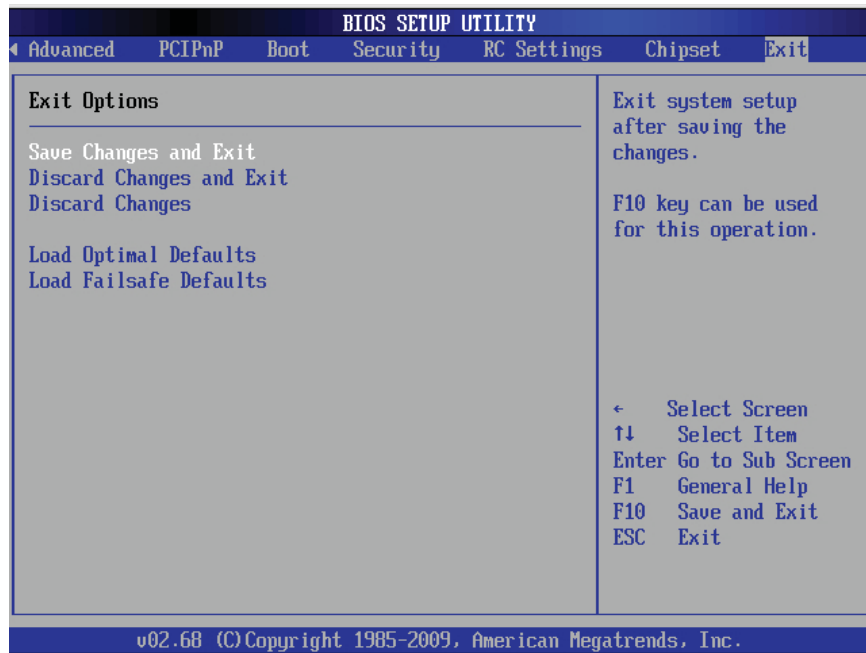 BIOS SETUP UTILITY
Advanced PCIPnP Boot Security RC Settings Chipset Exit
Exit Options
Save Changes and Exit
Discard Changes and Exit
Discard Changes
Load Optimal Defaults
Load Failsafe Defaults
Exit system setup
after saving the
changes.
F10 key can be used
for this operation.
← Select Screen
↑↓ Select Item
Enter Go to Sub Screen
F1 General Help
F10 Save and Exit
ESC Exit
v02.68 (C)Copyright 1985-2009, American Megatrends, Inc.